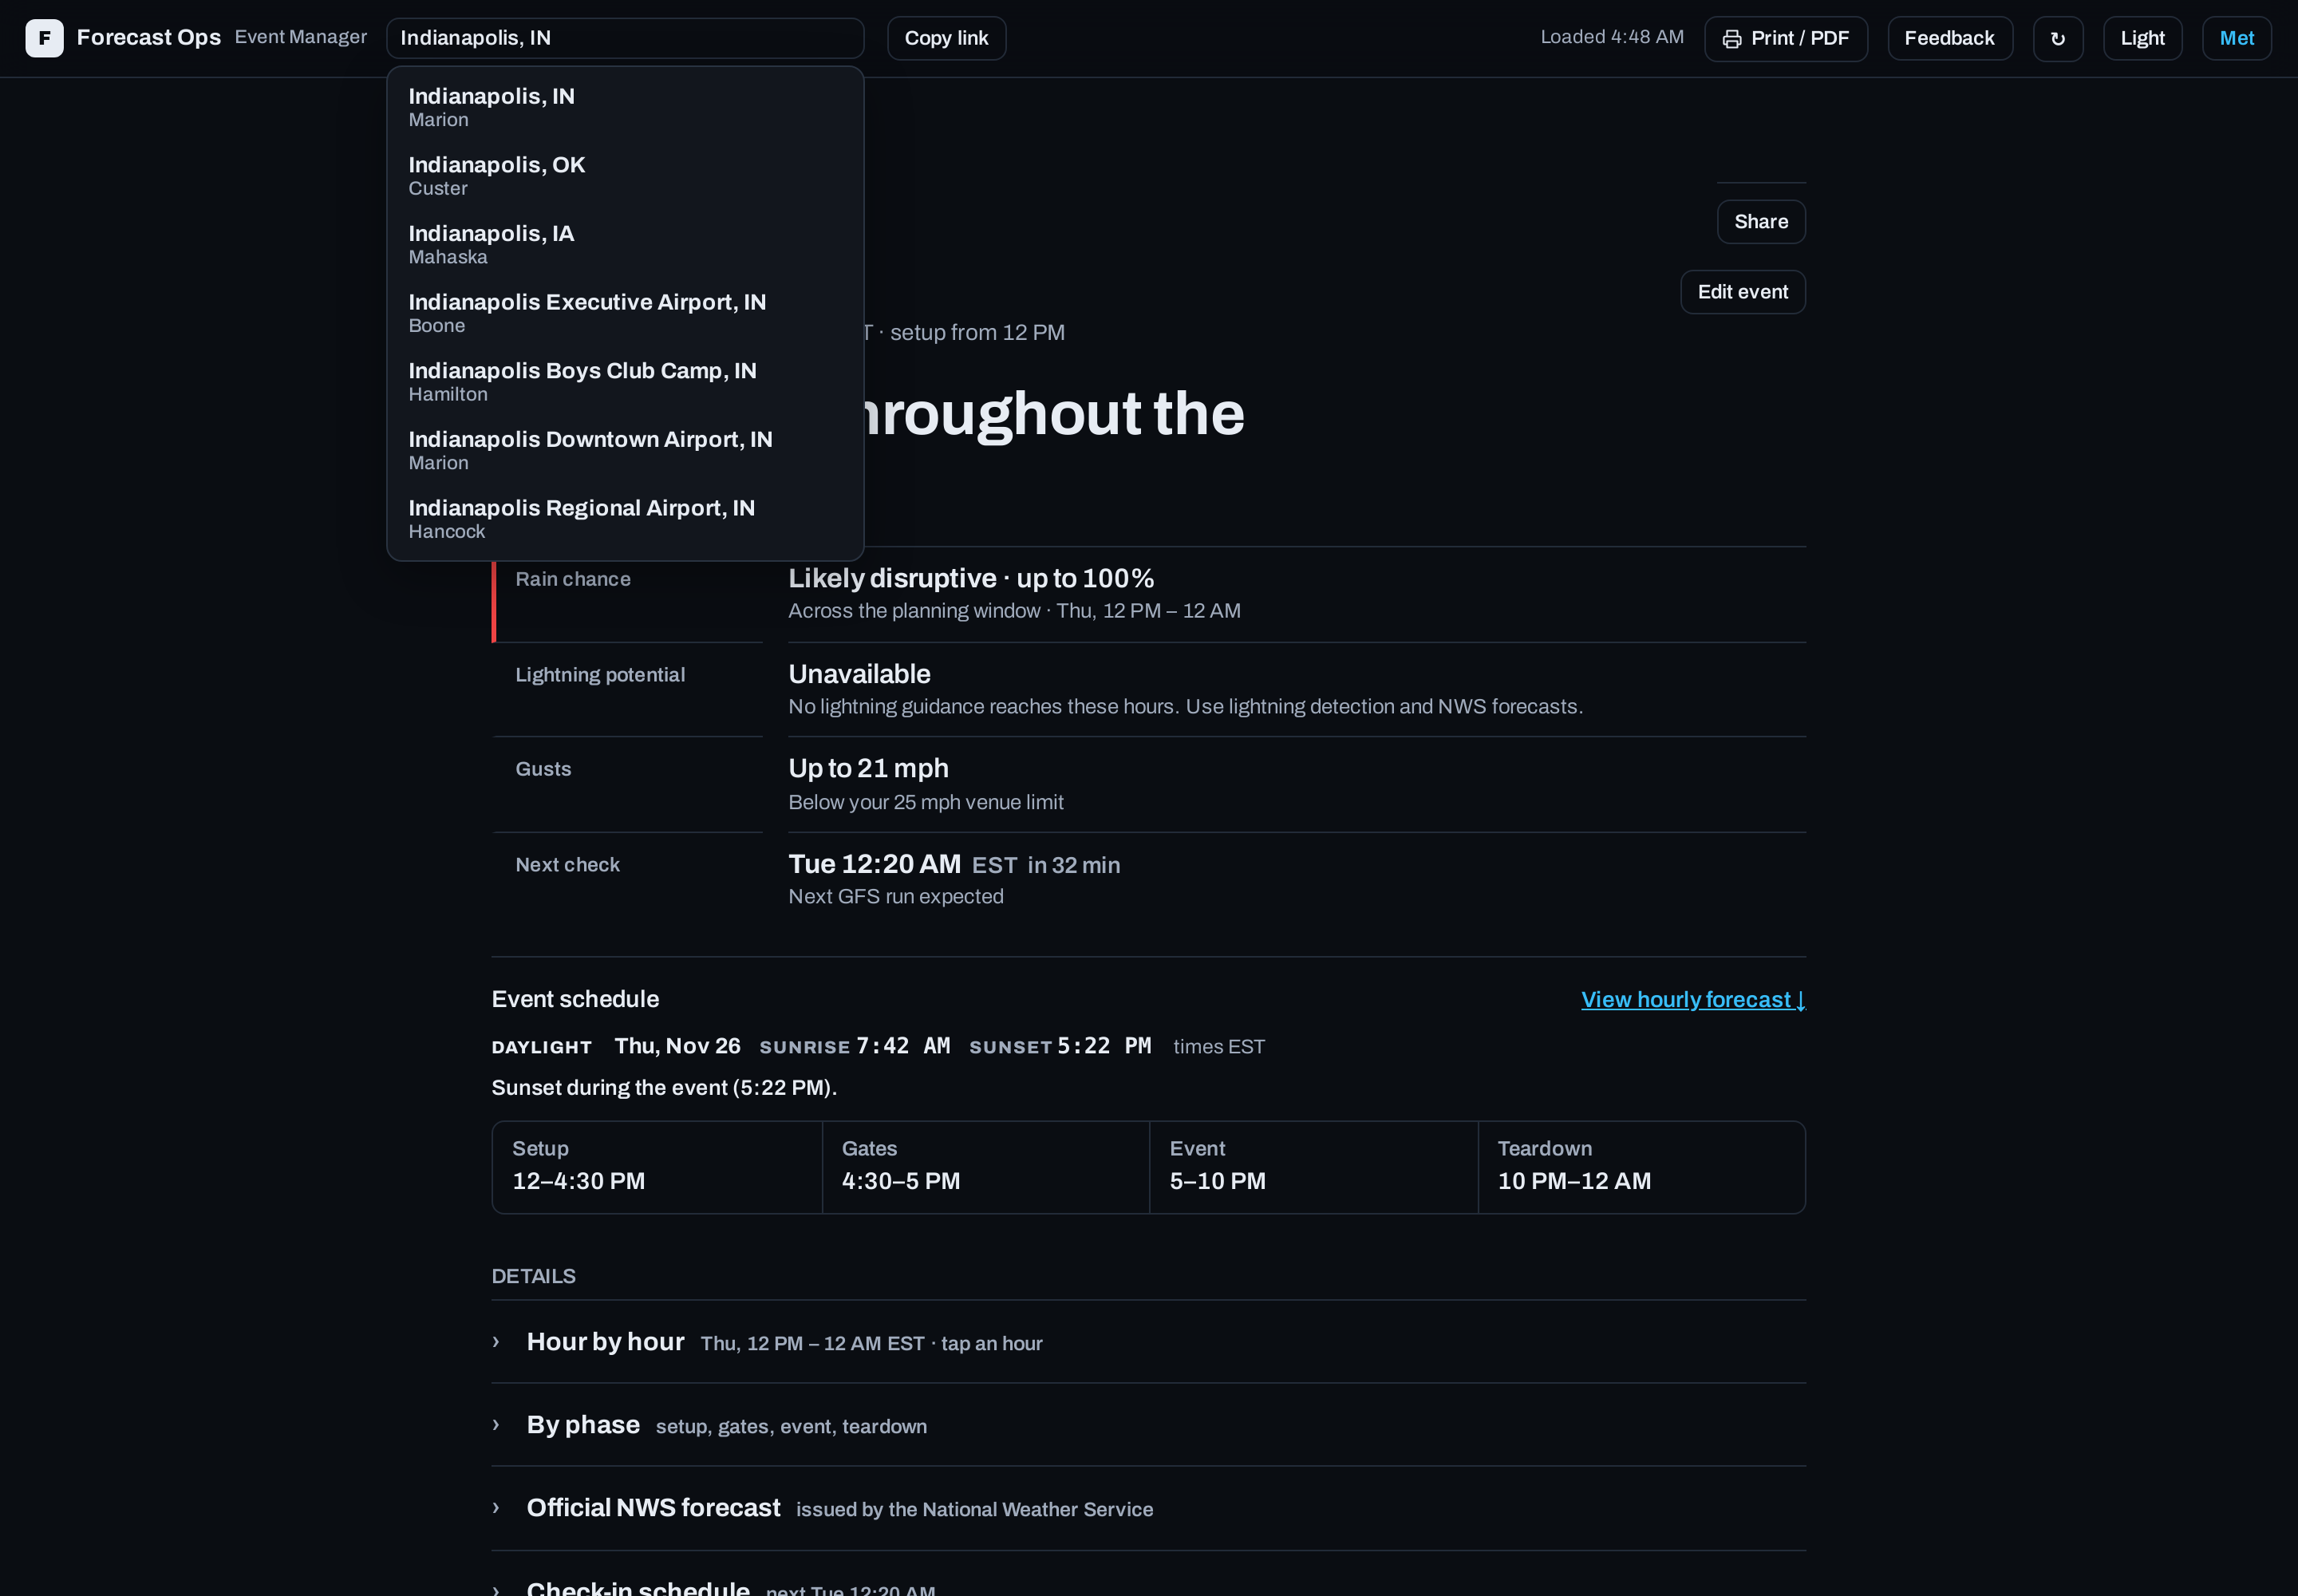 F Forecast Ops Event Manager Indianapolis, IN Copy link Loaded 4:48 AM Print / PDF Feedback ↻ Light Met
Indianapolis, IN
Marion
Indianapolis, OK
Custer
Indianapolis, IA
Mahaska
Indianapolis Executive Airport, IN
Boone
Indianapolis Boys Club Camp, IN
Hamilton
Indianapolis Downtown Airport, IN
Marion
Indianapolis Regional Airport, IN
Hancock
Share
Edit event
· setup from 12 PM
the
Rain chance
Likely disruptive · up to 100%
Across the planning window · Thu, 12 PM – 12 AM
Lightning potential
Unavailable
No lightning guidance reaches these hours. Use lightning detection and NWS forecasts.
Gusts
Up to 21 mph
Below your 25 mph venue limit
Next check
Tue 12:20 AM EST in 32 min
Next GFS run expected
Event schedule
View hourly forecast ↓
DAYLIGHT Thu, Nov 26 SUNRISE 7:42 AM SUNSET 5:22 PM times EST
Sunset during the event (5:22 PM).
Setup
12–4:30 PM
Gates
4:30–5 PM
Event
5–10 PM
Teardown
10 PM–12 AM
DETAILS
› Hour by hour Thu, 12 PM – 12 AM EST · tap an hour
› By phase setup, gates, event, teardown
› Official NWS forecast issued by the National Weather Service
› Check-in schedule next Tue 12:20 AM